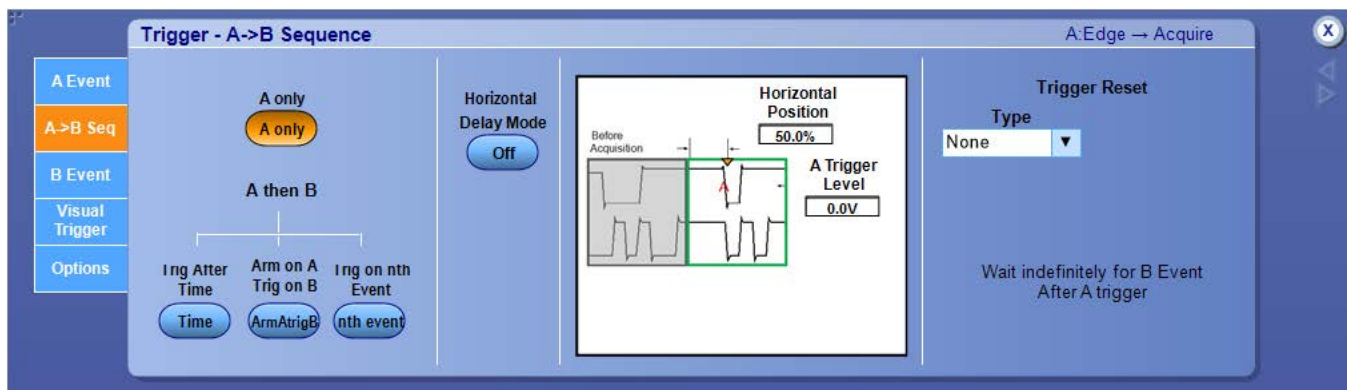 Trigger - A->B Sequence
A:Edge → Acquire
X
A Event
A->B Seq
B Event
Visual
Trigger
Options
A only
A only
A then B
Trig After
Time
Time
Arm on A
Trig on B
ArmAtrigB
Trig on nth
Event
nth event
Horizontal
Delay Mode
Off
Before
Acquisition
Horizontal
Position
50.0%
A
A Trigger
Level
0.0V
Trigger Reset
Type
None
Wait indefinitely for B Event
After A trigger